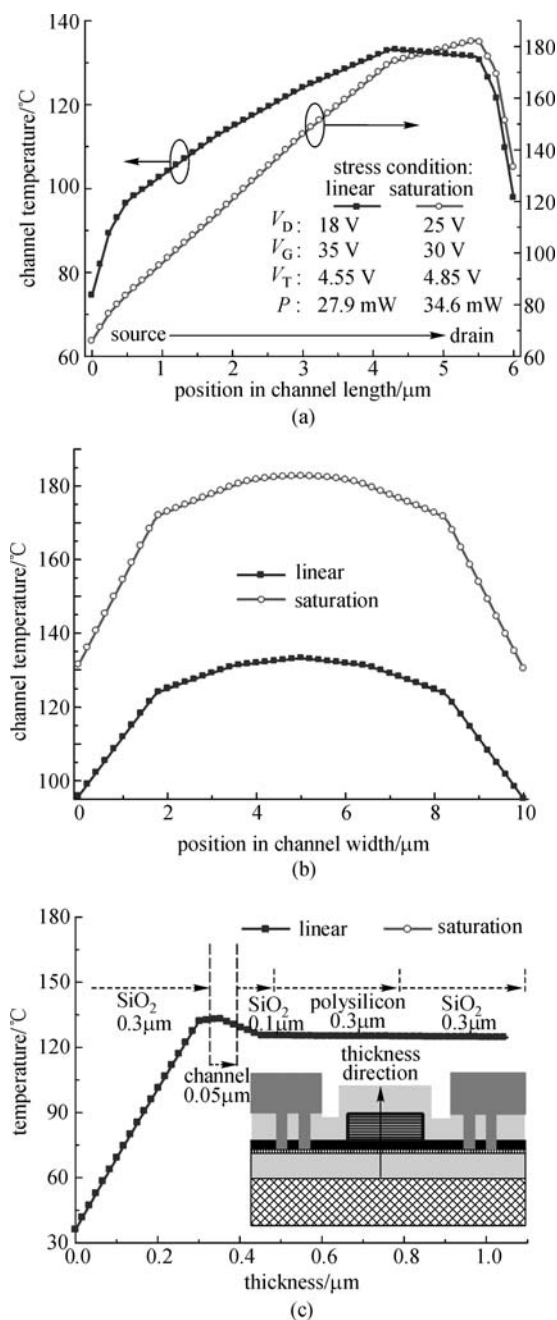 140
180
120
160
140
100
120
100
80
80
60
60
channel temperature/℃
stress condition:
linear saturation
V_D: 18 V 25 V
V_G: 35 V 30 V
V_T: 4.55 V 4.85 V
P: 27.9 mW 34.6 mW
source drain
0 1 2 3 4 5 6
position in channel length/μm
(a)
180
160
140
120
100
channel temperature/℃
linear
saturation
0 2 4 6 8 10
position in channel width/μm
(b)
180
150
120
90
60
30
temperature/℃
linear saturation
SiO₂ SiO₂ polysilicon SiO₂
0.3μm 0.1μm 0.3μm 0.3μm
channel
0.05μm
thickness
direction
0.0 0.2 0.4 0.6 0.8 1.0
thickness/μm
(c)